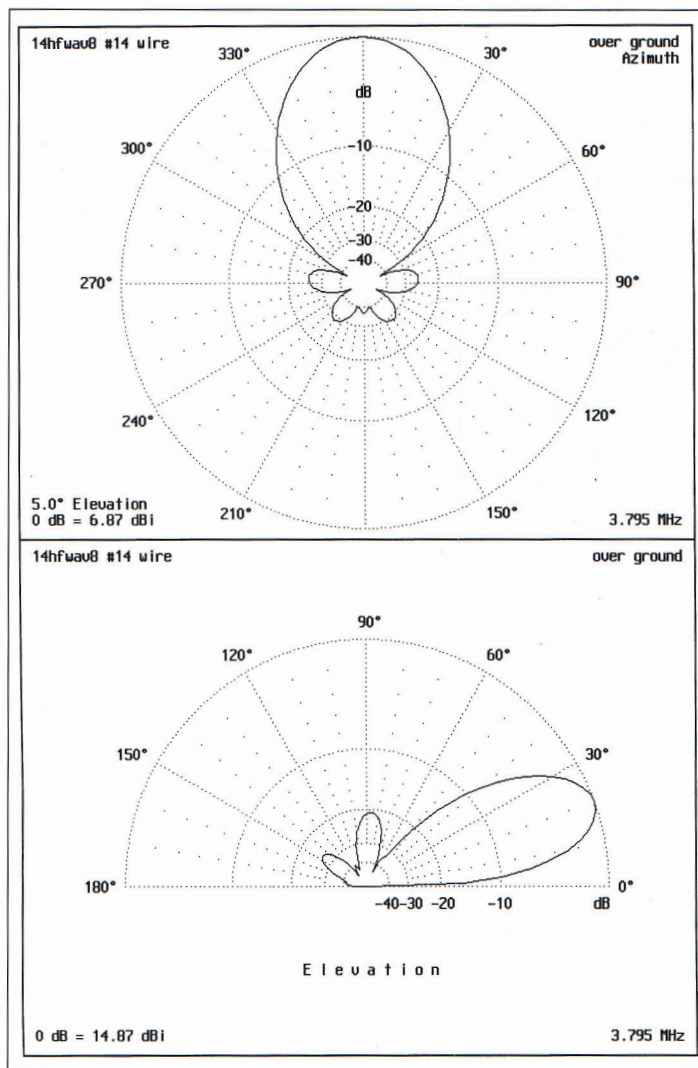 14hfwav8 #14 wire
over ground
Azimuth
330°
30°
dB
300°
-10
60°
-20
-30
-40
270°
90°
240°
120°
210°
150°
5.0° Elevation
0 dB = 6.87 dBi
3.795 MHz
14hfwav8 #14 wire
over ground
90°
120°
60°
150°
30°
180°
0°
-40-30 -20 -10 dB
Elevation
0 dB = 14.87 dBi
3.795 MHz